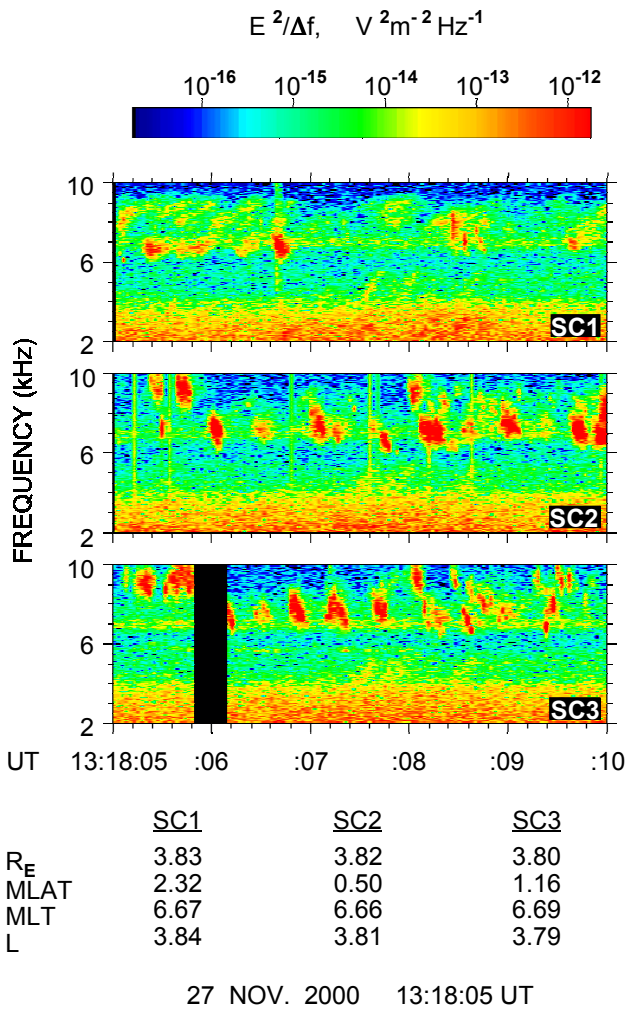 E 2/Δf, V 2m- 2 Hz-1
10-16 10-15 10-14 10-13 10-12
FREQUENCY (kHz)
10
6
2
SC1
10
6
2
SC2
10
6
2
SC3
UT 13:18:05 :06 :07 :08 :09 :10
SC1 SC2 SC3
RE 3.83 3.82 3.80
MLAT 2.32 0.50 1.16
MLT 6.67 6.66 6.69
L 3.84 3.81 3.79
27 NOV. 2000 13:18:05 UT